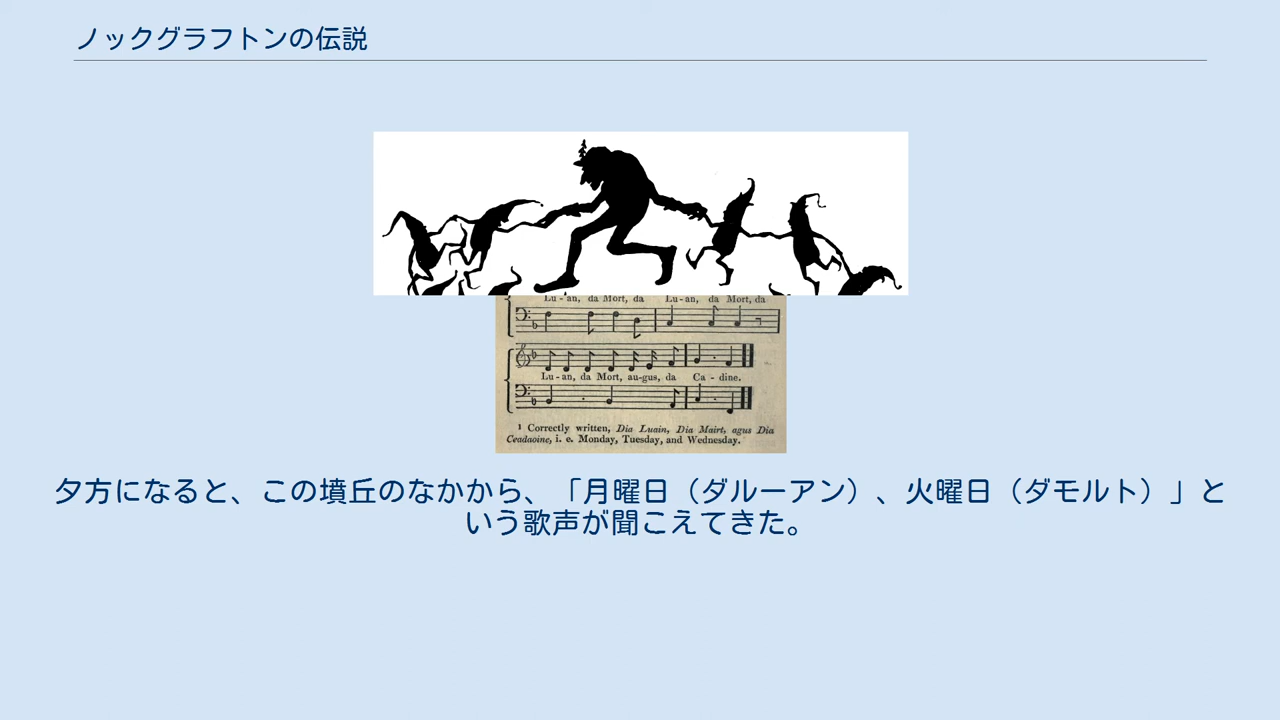 ノックグラフトンの伝説
Lu - an, da Mort, da Lu - an, da Mort, da
Lu - an, da Mort, au-gus, da Ca - dine.
1 Correctly written, Dia Luain, Dia Mairt, agus Dia
Ceadaoine, i. e. Monday, Tuesday, and Wednesday.
夕方になると、この墳丘のなかから、「月曜日（ダルーアン）、火曜日（ダモルト）」と
いう歌声が聞こえてきた。